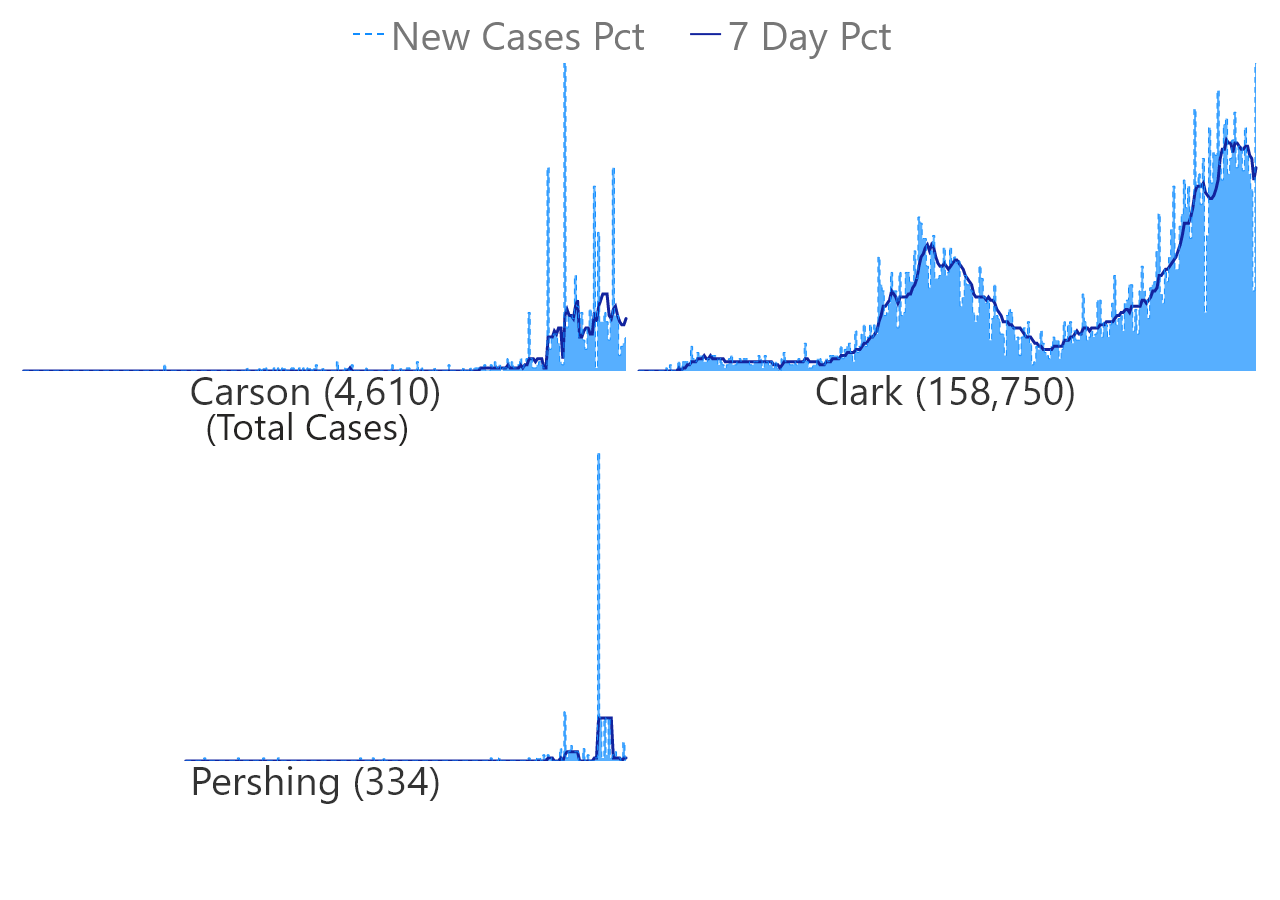 New Cases Pct 7 Day Pct
Carson (4,610)
(Total Cases)
Clark (158,750)
Pershing (334)